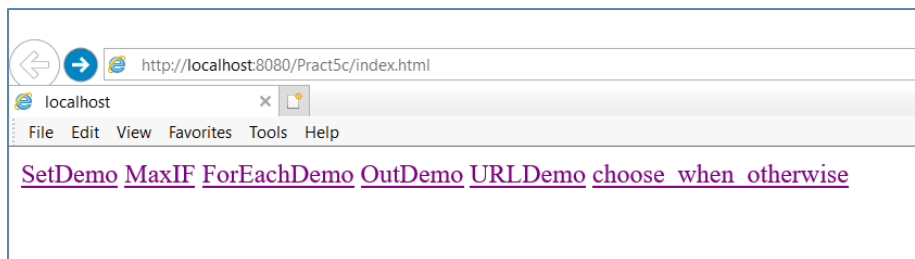 http://localhost:8080/Pract5c/index.html
localhost
File Edit View Favorites Tools Help
SetDemo MaxIF ForEachDemo OutDemo URLDemo choose_when_otherwise